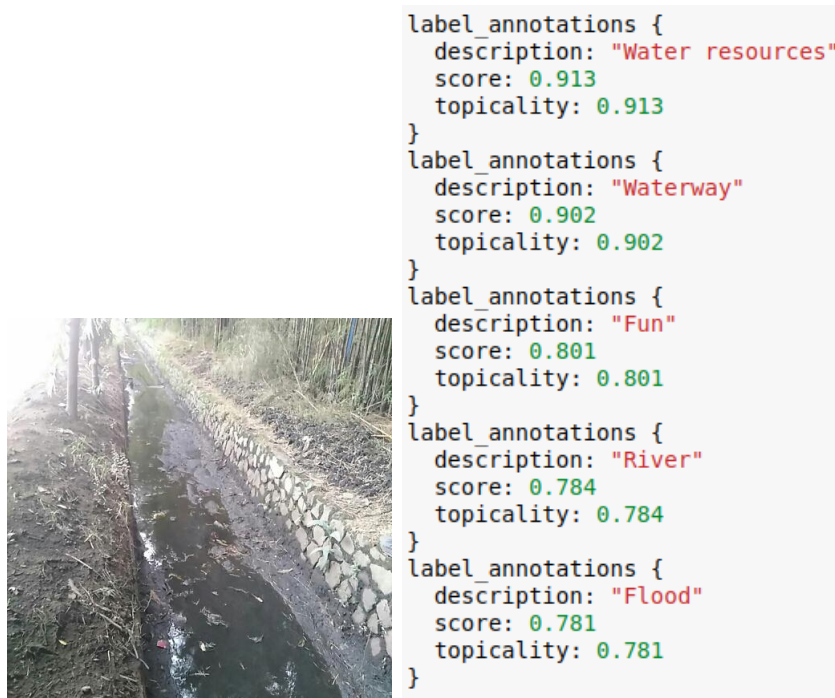 label_annotations {
  description: "Water resources"
  score: 0.913
  topicality: 0.913
}
label_annotations {
  description: "Waterway"
  score: 0.902
  topicality: 0.902
}
label_annotations {
  description: "Fun"
  score: 0.801
  topicality: 0.801
}
label_annotations {
  description: "River"
  score: 0.784
  topicality: 0.784
}
label_annotations {
  description: "Flood"
  score: 0.781
  topicality: 0.781
}